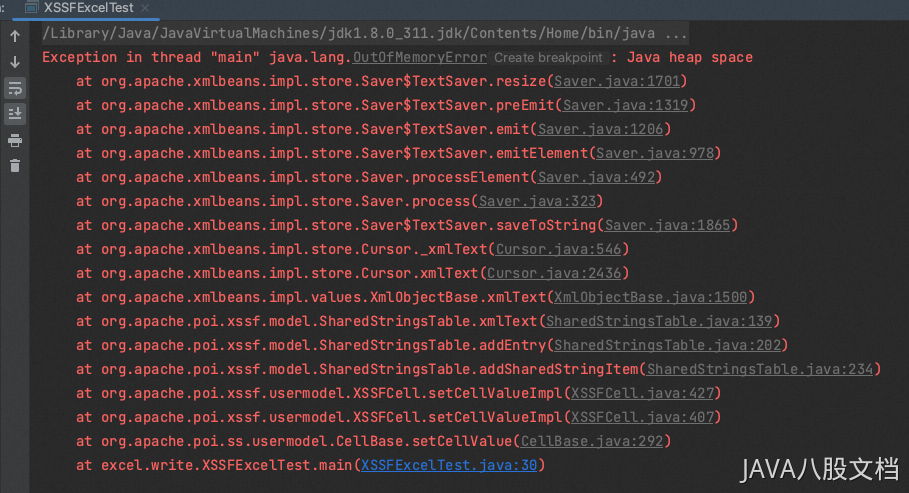 XSSFExcelTest ×
/Library/Java/JavaVirtualMachines/jdk1.8.0_311.jdk/Contents/Home/bin/java ...
Exception in thread "main" java.lang.OutOfMemoryError Create breakpoint : Java heap space
at org.apache.xmlbeans.impl.store.Saver$TextSaver.resize(Saver.java:1701)
at org.apache.xmlbeans.impl.store.Saver$TextSaver.preEmit(Saver.java:1319)
at org.apache.xmlbeans.impl.store.Saver$TextSaver.emit(Saver.java:1206)
at org.apache.xmlbeans.impl.store.Saver$TextSaver.emitElement(Saver.java:978)
at org.apache.xmlbeans.impl.store.Saver.processElement(Saver.java:492)
at org.apache.xmlbeans.impl.store.Saver.process(Saver.java:323)
at org.apache.xmlbeans.impl.store.Saver$TextSaver.saveToString(Saver.java:1865)
at org.apache.xmlbeans.impl.store.Cursor._xmlText(Cursor.java:546)
at org.apache.xmlbeans.impl.store.Cursor.xmlText(Cursor.java:2436)
at org.apache.xmlbeans.impl.values.XmlObjectBase.xmlText(XmlObjectBase.java:1500)
at org.apache.poi.xssf.model.SharedStringsTable.xmlText(SharedStringsTable.java:139)
at org.apache.poi.xssf.model.SharedStringsTable.addEntry(SharedStringsTable.java:202)
at org.apache.poi.xssf.model.SharedStringsTable.addSharedStringItem(SharedStringsTable.java:234)
at org.apache.poi.xssf.usermodel.XSSFCell.setCellValueImpl(XSSFCell.java:427)
at org.apache.poi.xssf.usermodel.XSSFCell.setCellValueImpl(XSSFCell.java:407)
at org.apache.poi.ss.usermodel.CellBase.setCellValue(CellBase.java:292)
at excel.write.XSSFExcelTest.main(XSSFExcelTest.java:30)
JAVA八股文档